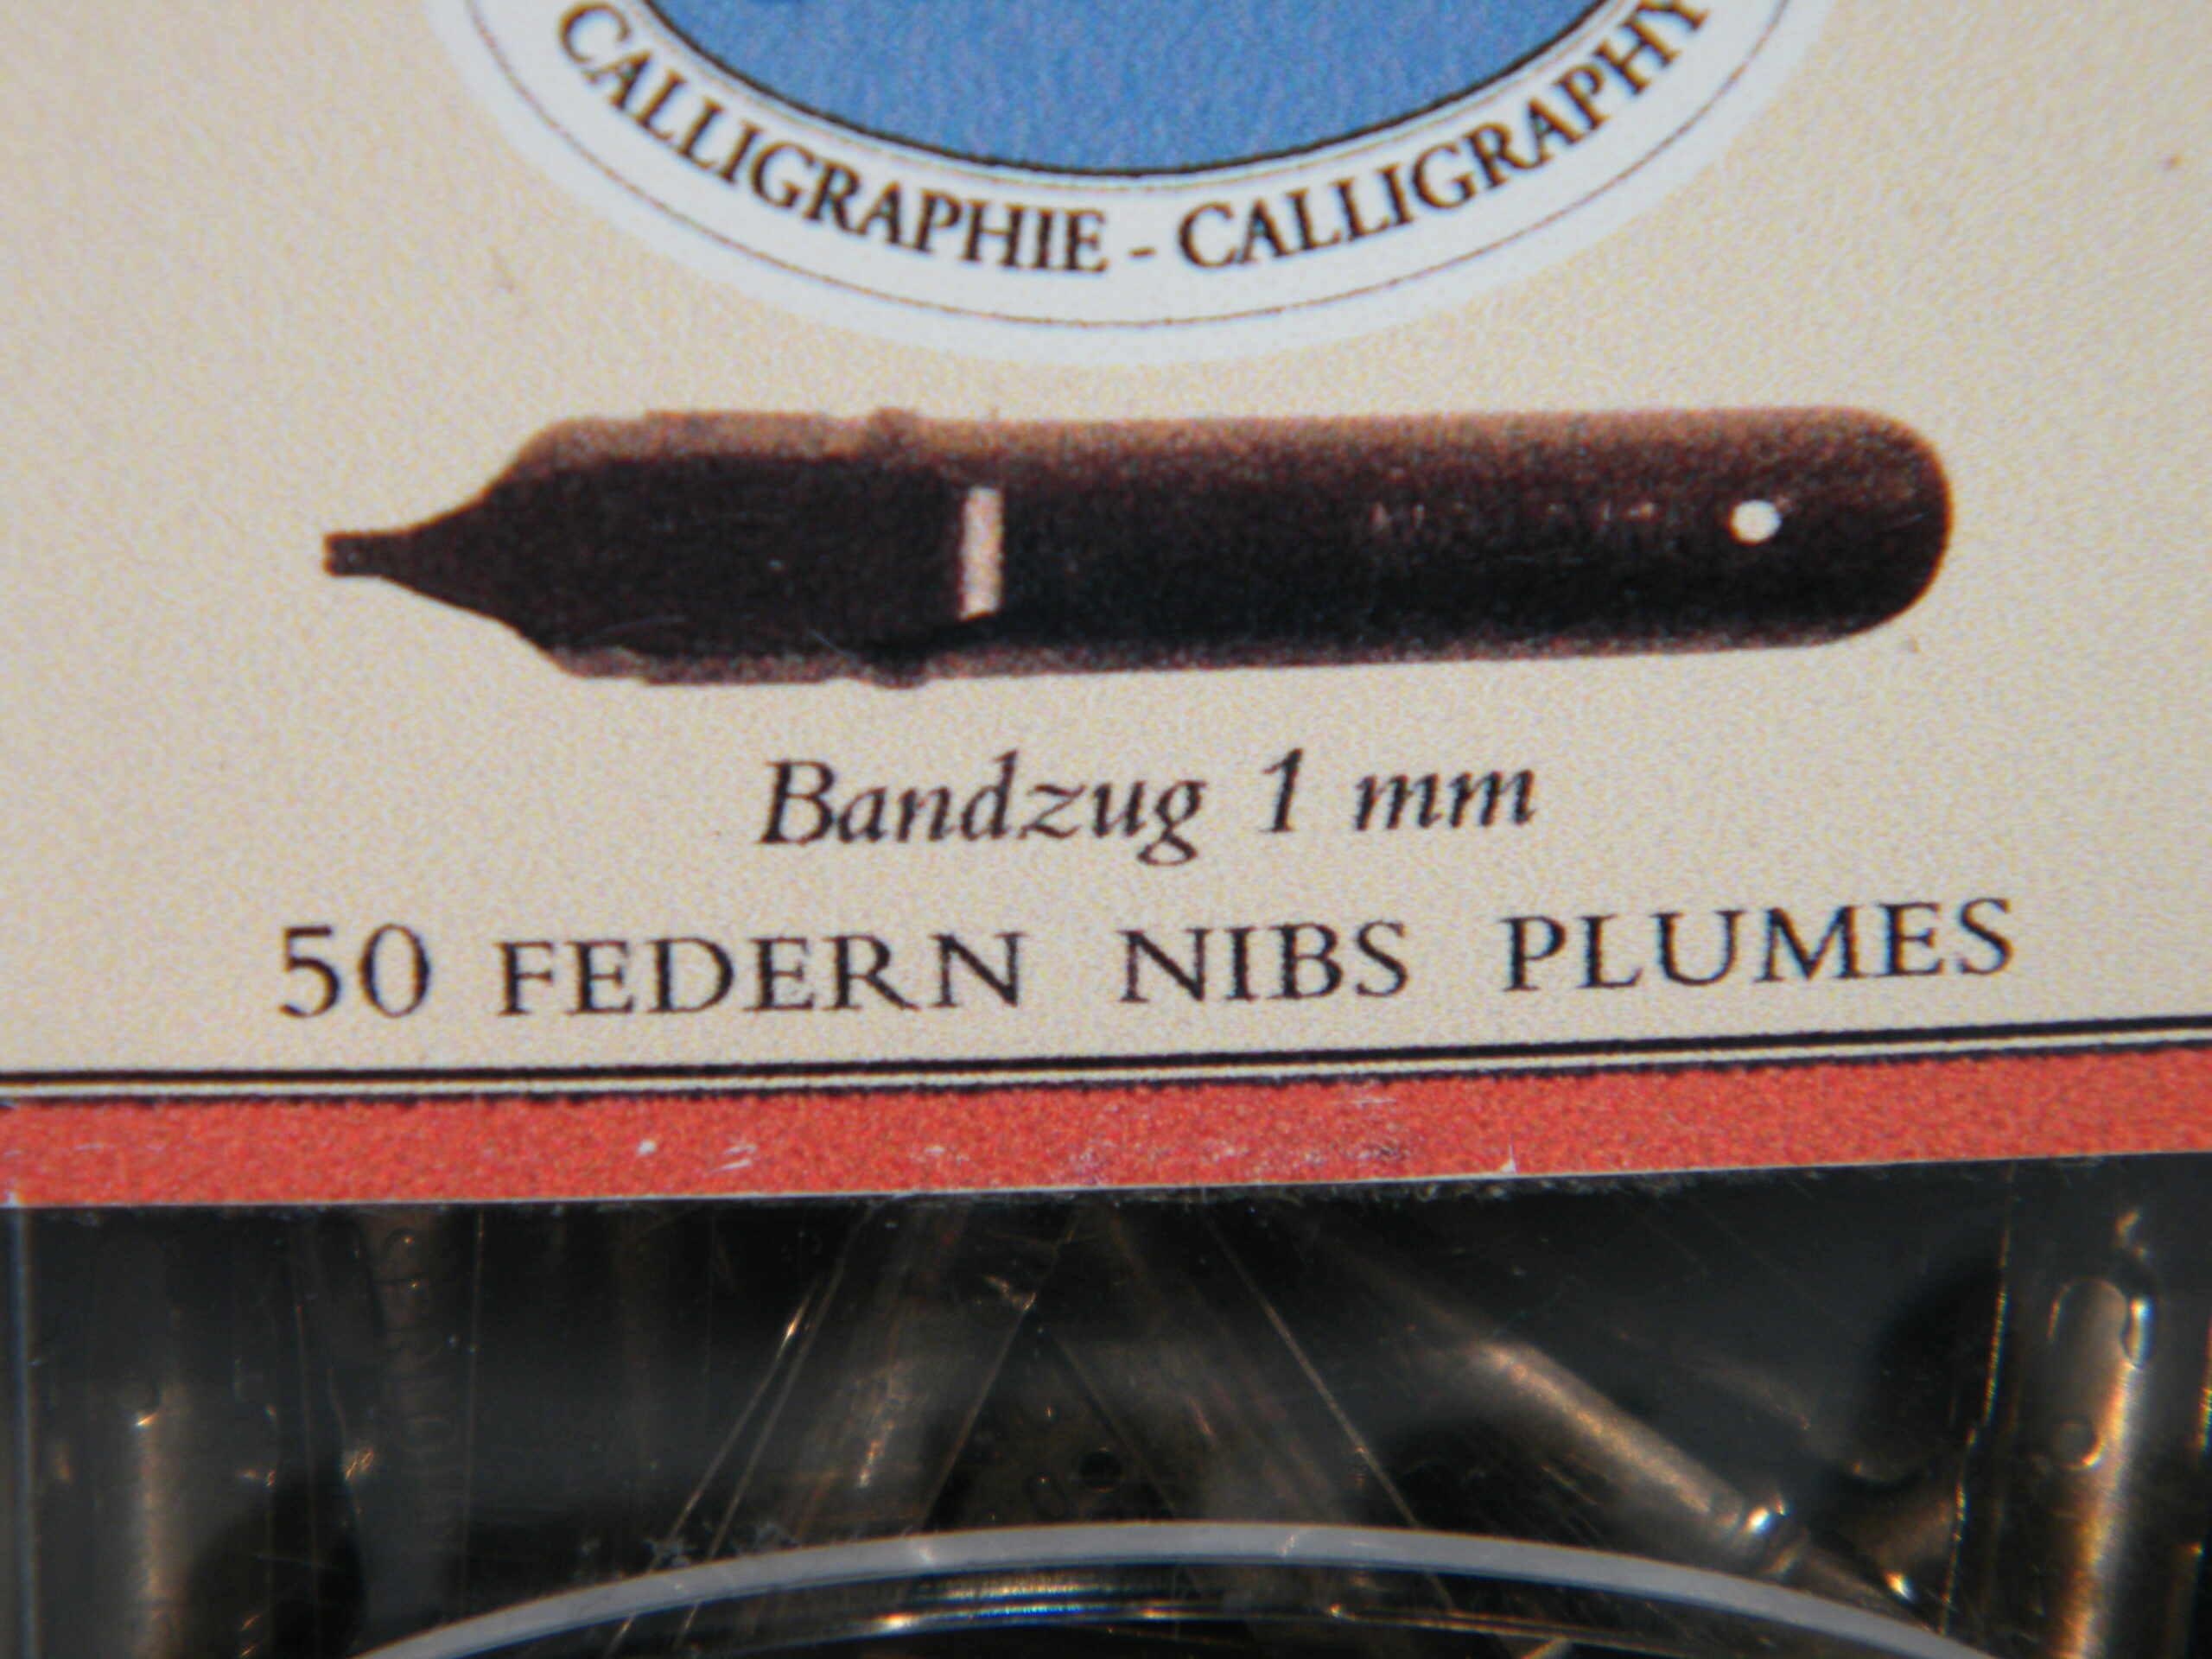 CALLIGRAPHIE - CALLIGRAPHY
Bandzug 1 mm
50 FEDERN NIBS PLUMES